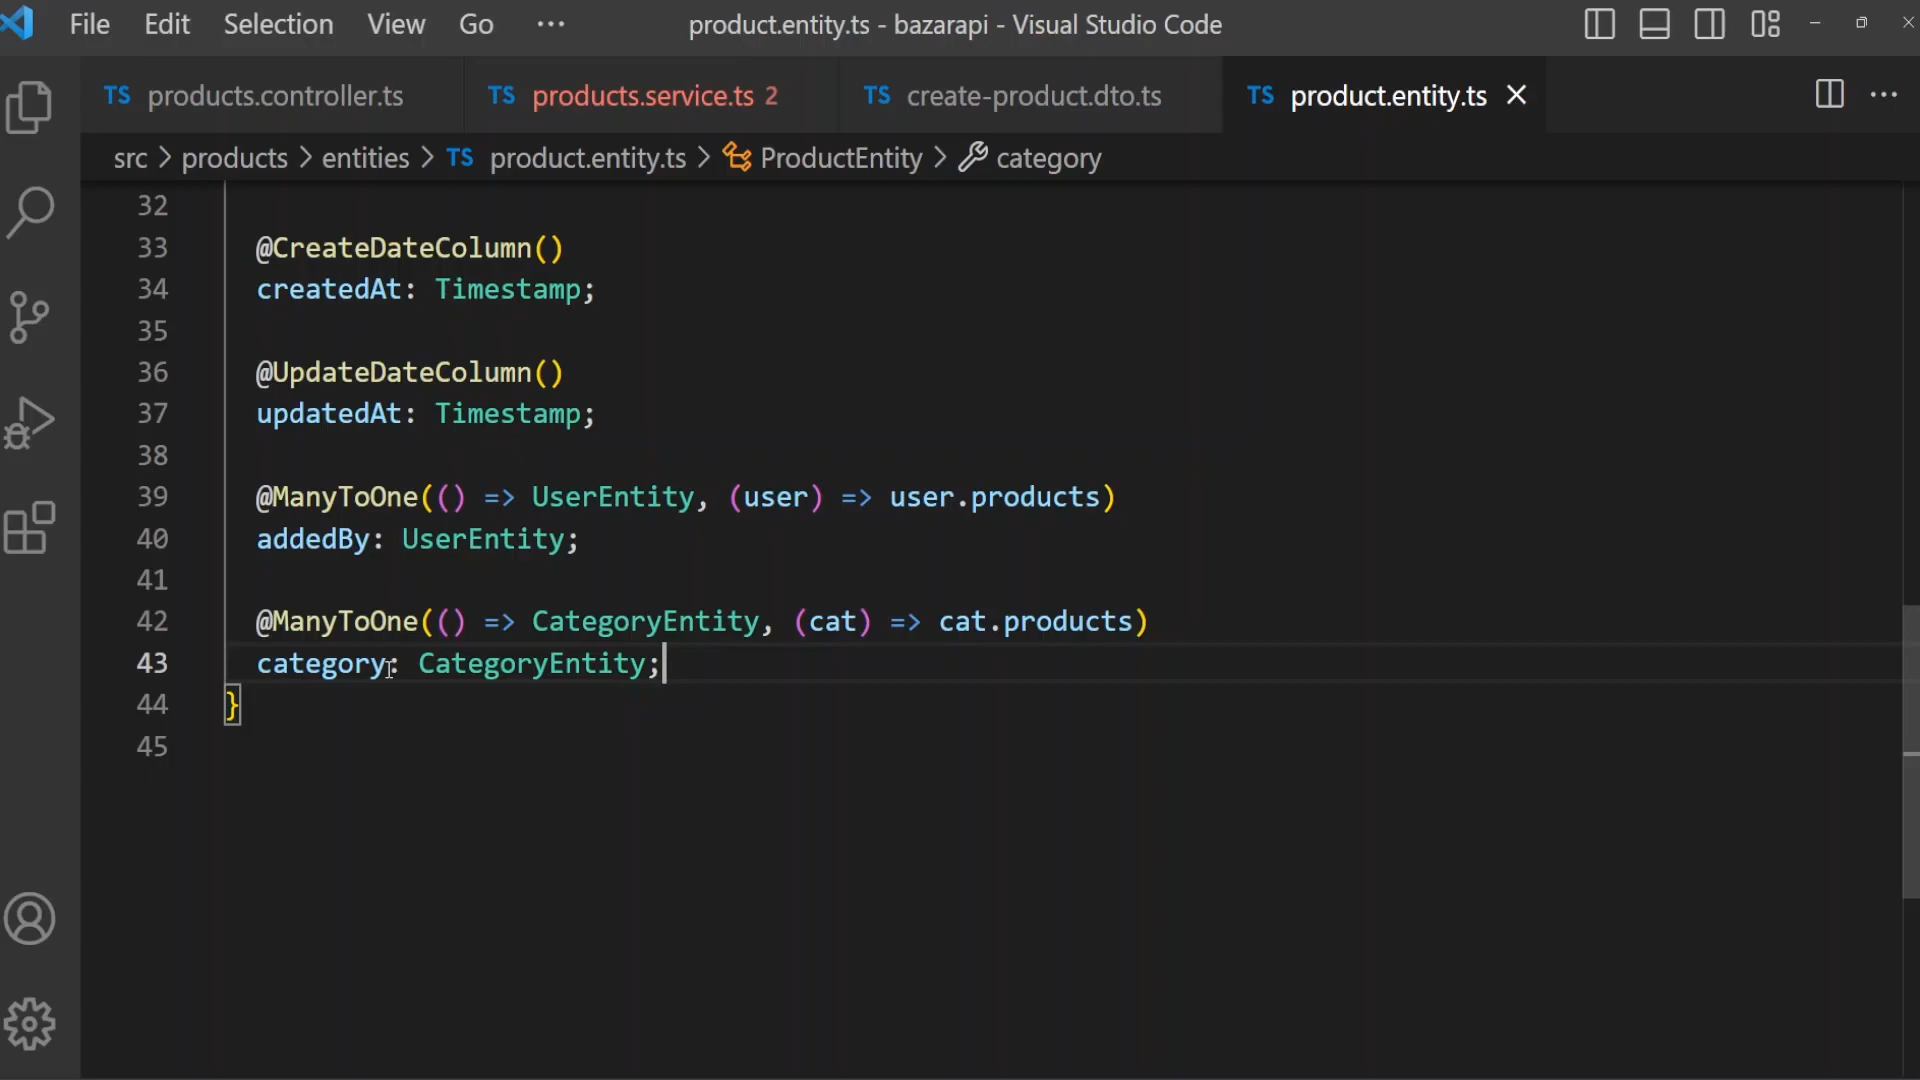 File Edit Selection View Go ··· product.entity.ts - bazarapi - Visual Studio Code
TS products.controller.ts TS products.service.ts 2 TS create-product.dto.ts TS product.entity.ts
src > products > entities > TS product.entity.ts > ProductEntity > category
32
33 @CreateDateColumn()
34 createdAt: Timestamp;
35
36 @UpdateDateColumn()
37 updatedAt: Timestamp;
38
39 @ManyToOne(() => UserEntity, (user) => user.products)
40 addedBy: UserEntity;
41
42 @ManyToOne(() => CategoryEntity, (cat) => cat.products)
43 category: CategoryEntity;
44 }
45